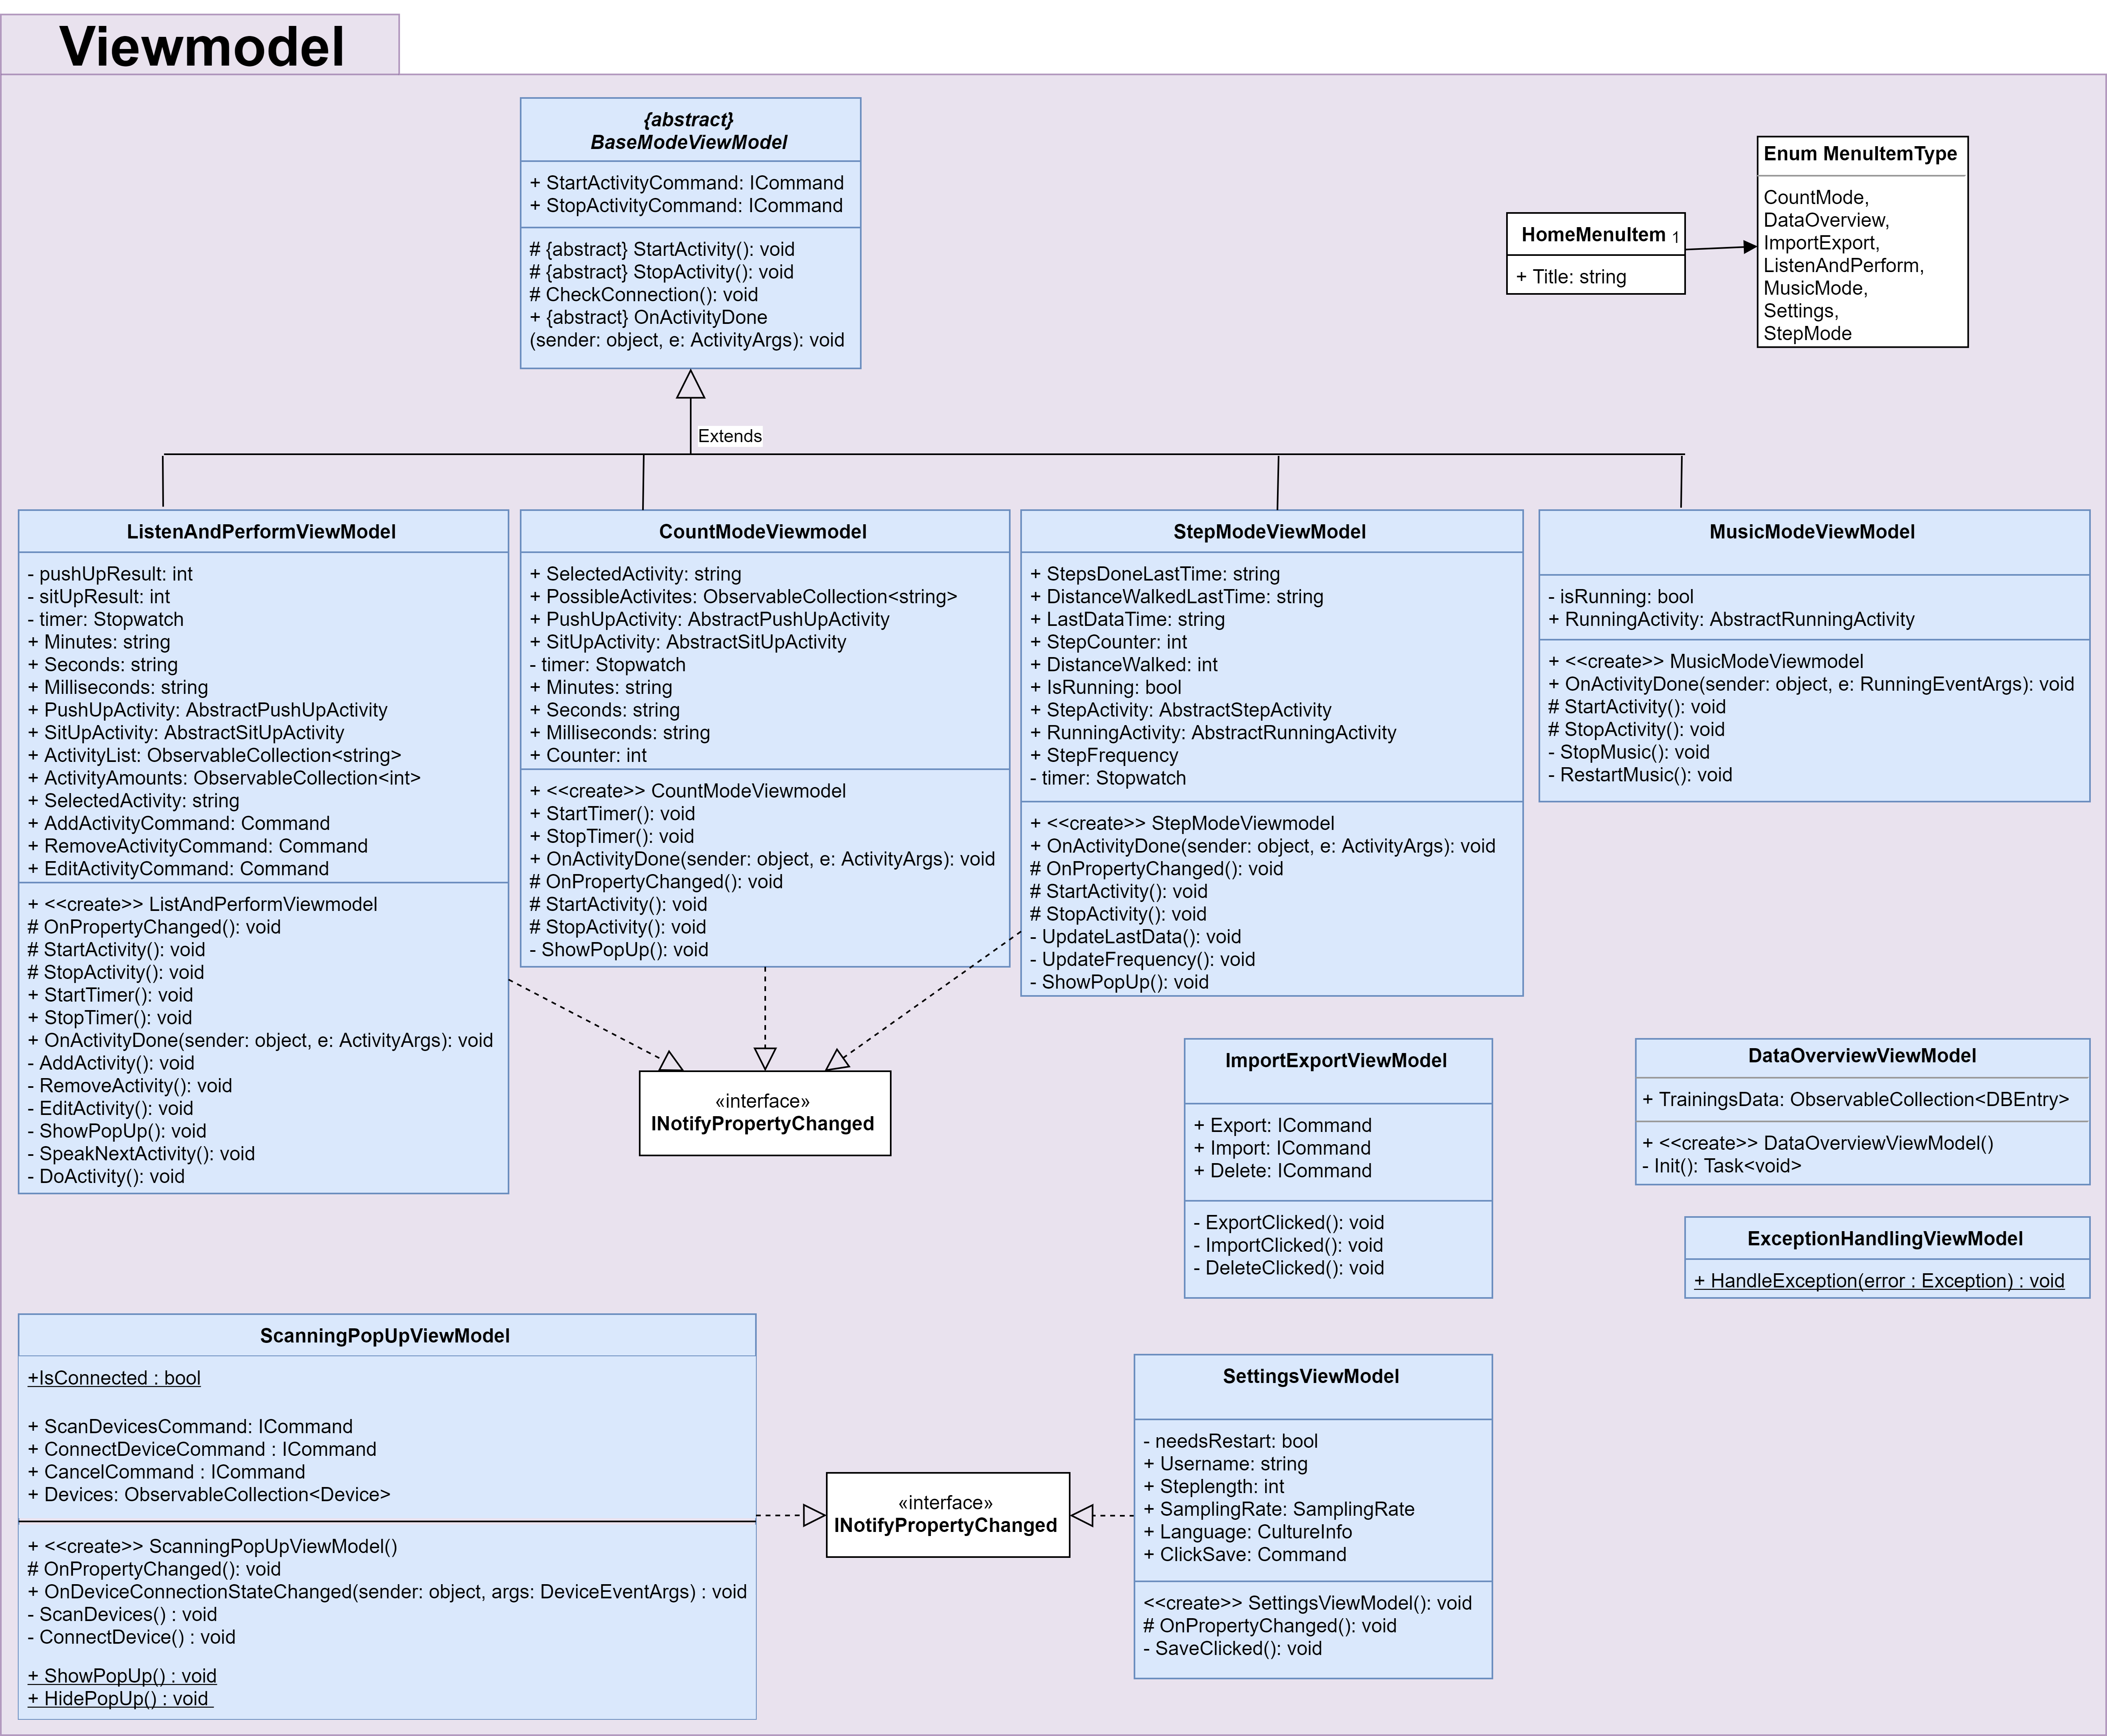 Viewmodel
{abstract}
BaseModeViewModel
+ StartActivityCommand: ICommand
+ StopActivityCommand: ICommand
# {abstract} StartActivity(): void
# {abstract} StopActivity(): void
# CheckConnection(): void
+ {abstract} OnActivityDone
(sender: object, e: ActivityArgs): void
HomeMenuItem
1
+ Title: string
Enum MenuItemType
CountMode,
DataOverview,
ImportExport,
ListenAndPerform,
MusicMode,
Settings,
StepMode
Extends
ListenAndPerformViewModel
- pushUpResult: int
- sitUpResult: int
- timer: Stopwatch
+ Minutes: string
+ Seconds: string
+ Milliseconds: string
+ PushUpActivity: AbstractPushUpActivity
+ SitUpActivity: AbstractSitUpActivity
+ ActivityList: ObservableCollection<string>
+ ActivityAmounts: ObservableCollection<int>
+ SelectedActivity: string
+ AddActivityCommand: Command
+ RemoveActivityCommand: Command
+ EditActivityCommand: Command
+ <<create>> ListAndPerformViewmodel
# OnPropertyChanged(): void
# StartActivity(): void
# StopActivity(): void
+ StartTimer(): void
+ StopTimer(): void
+ OnActivityDone(sender: object, e: ActivityArgs): void
- AddActivity(): void
- RemoveActivity(): void
- EditActivity(): void
- ShowPopUp(): void
- SpeakNextActivity(): void
- DoActivity(): void
CountModeViewmodel
+ SelectedActivity: string
+ PossibleActivites: ObservableCollection<string>
+ PushUpActivity: AbstractPushUpActivity
+ SitUpActivity: AbstractSitUpActivity
- timer: Stopwatch
+ Minutes: string
+ Seconds: string
+ Milliseconds: string
+ Counter: int
+ <<create>> CountModeViewmodel
+ StartTimer(): void
+ StopTimer(): void
+ OnActivityDone(sender: object, e: ActivityArgs): void
# OnPropertyChanged(): void
# StartActivity(): void
# StopActivity(): void
- ShowPopUp(): void
StepModeViewModel
+ StepsDoneLastTime: string
+ DistanceWalkedLastTime: string
+ LastDataTime: string
+ StepCounter: int
+ DistanceWalked: int
+ IsRunning: bool
+ StepActivity: AbstractStepActivity
+ RunningActivity: AbstractRunningActivity
+ StepFrequency
- timer: Stopwatch
+ <<create>> StepModeViewmodel
+ OnActivityDone(sender: object, e: ActivityArgs): void
# OnPropertyChanged(): void
# StartActivity(): void
# StopActivity(): void
- UpdateLastData(): void
- UpdateFrequency(): void
- ShowPopUp(): void
MusicModeViewModel
- isRunning: bool
+ RunningActivity: AbstractRunningActivity
+ <<create>> MusicModeViewmodel
+ OnActivityDone(sender: object, e: RunningEventArgs): void
# StartActivity(): void
# StopActivity(): void
- StopMusic(): void
- RestartMusic(): void
«interface»
INotifyPropertyChanged
ImportExportViewModel
+ Export: ICommand
+ Import: ICommand
+ Delete: ICommand
- ExportClicked(): void
- ImportClicked(): void
- DeleteClicked(): void
DataOverviewViewModel
+ TrainingsData: ObservableCollection<DBEntry>
+ <<create>> DataOverviewViewModel()
- Init(): Task<void>
ExceptionHandlingViewModel
+ HandleException(error : Exception) : void
ScanningPopUpViewModel
+IsConnected : bool
+ ScanDevicesCommand: ICommand
+ ConnectDeviceCommand : ICommand
+ CancelCommand : ICommand
+ Devices: ObservableCollection<Device>
+ <<create>> ScanningPopUpViewModel()
# OnPropertyChanged(): void
+ OnDeviceConnectionStateChanged(sender: object, args: DeviceEventArgs) : void
- ScanDevices() : void
- ConnectDevice() : void
+ ShowPopUp() : void
+ HidePopUp() : void
«interface»
INotifyPropertyChanged
SettingsViewModel
- needsRestart: bool
+ Username: string
+ Steplength: int
+ SamplingRate: SamplingRate
+ Language: CultureInfo
+ ClickSave: Command
<<create>> SettingsViewModel(): void
# OnPropertyChanged(): void
- SaveClicked(): void